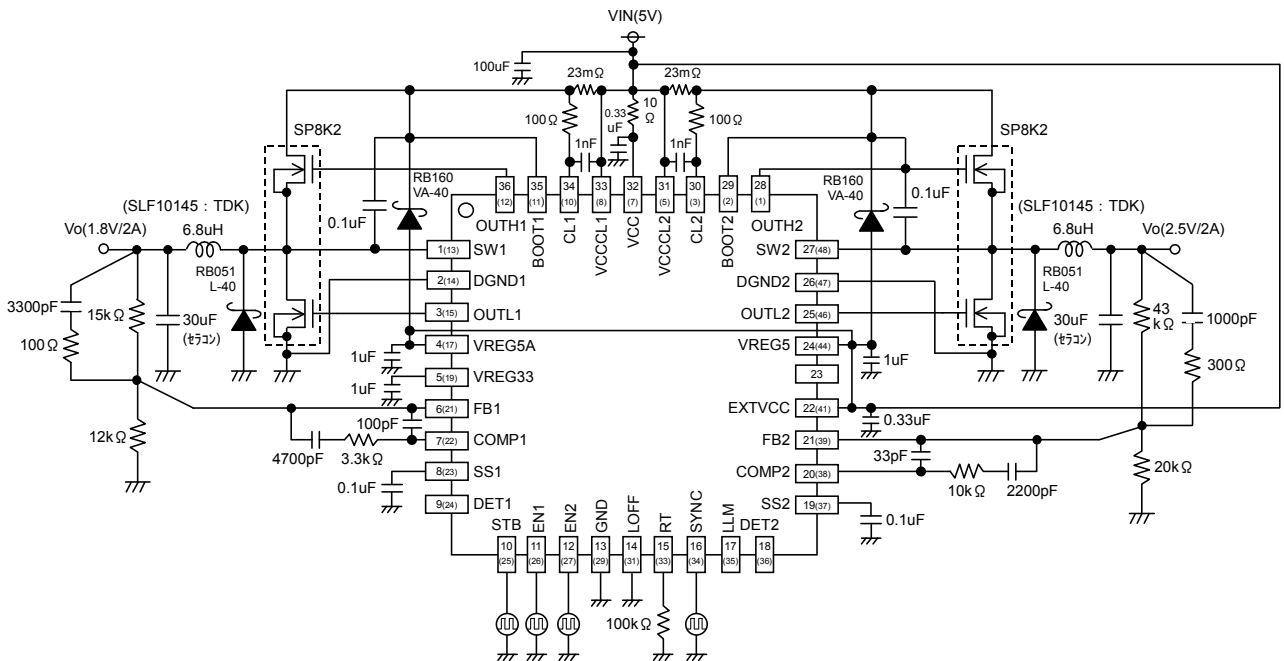 VIN(5V)
100uF
23mΩ
23mΩ
100Ω
0.33
uF
10
Ω
100Ω
1nF
1nF
SP8K2
SP8K2
RB160
VA-40
RB160
VA-40
0.1uF
0.1uF
36
(12)
35
(11)
34
(10)
33
(8)
32
(7)
31
(5)
30
(3)
29
(2)
28
(1)
OUTH1
BOOT1
CL1
VCCCL1
VCC
VCCCL2
CL2
BOOT2
OUTH2
(SLF10145 : TDK)
Vo(1.8V/2A)
6.8uH
RB051
L-40
3300pF
15kΩ
30uF
(ｾﾗｺﾝ)
100Ω
12kΩ
1uF
1uF
100pF
4700pF
3.3kΩ
0.1uF
1(13)
SW1
2(14)
DGND1
3(15)
OUTL1
4(17)
VREG5A
5(19)
VREG33
6(21)
FB1
7(22)
COMP1
8(23)
SS1
9(24)
DET1
SW2
27(48)
DGND2
26(47)
OUTL2
25(46)
VREG5
24(44)
23
EXTVCC
22(41)
FB2
21(39)
COMP2
20(38)
SS2
19(37)
DET2
(SLF10145 : TDK)
6.8uH
Vo(2.5V/2A)
RB051
L-40
30uF
(ｾﾗｺﾝ)
43
kΩ
1000pF
300Ω
1uF
0.33uF
33pF
10kΩ
2200pF
20kΩ
0.1uF
STB
EN1
EN2
GND
LOFF
RT
SYNC
LLM
10
(25)
11
(26)
12
(27)
13
(29)
14
(31)
15
(33)
16
(34)
17
(35)
18
(36)
100kΩ